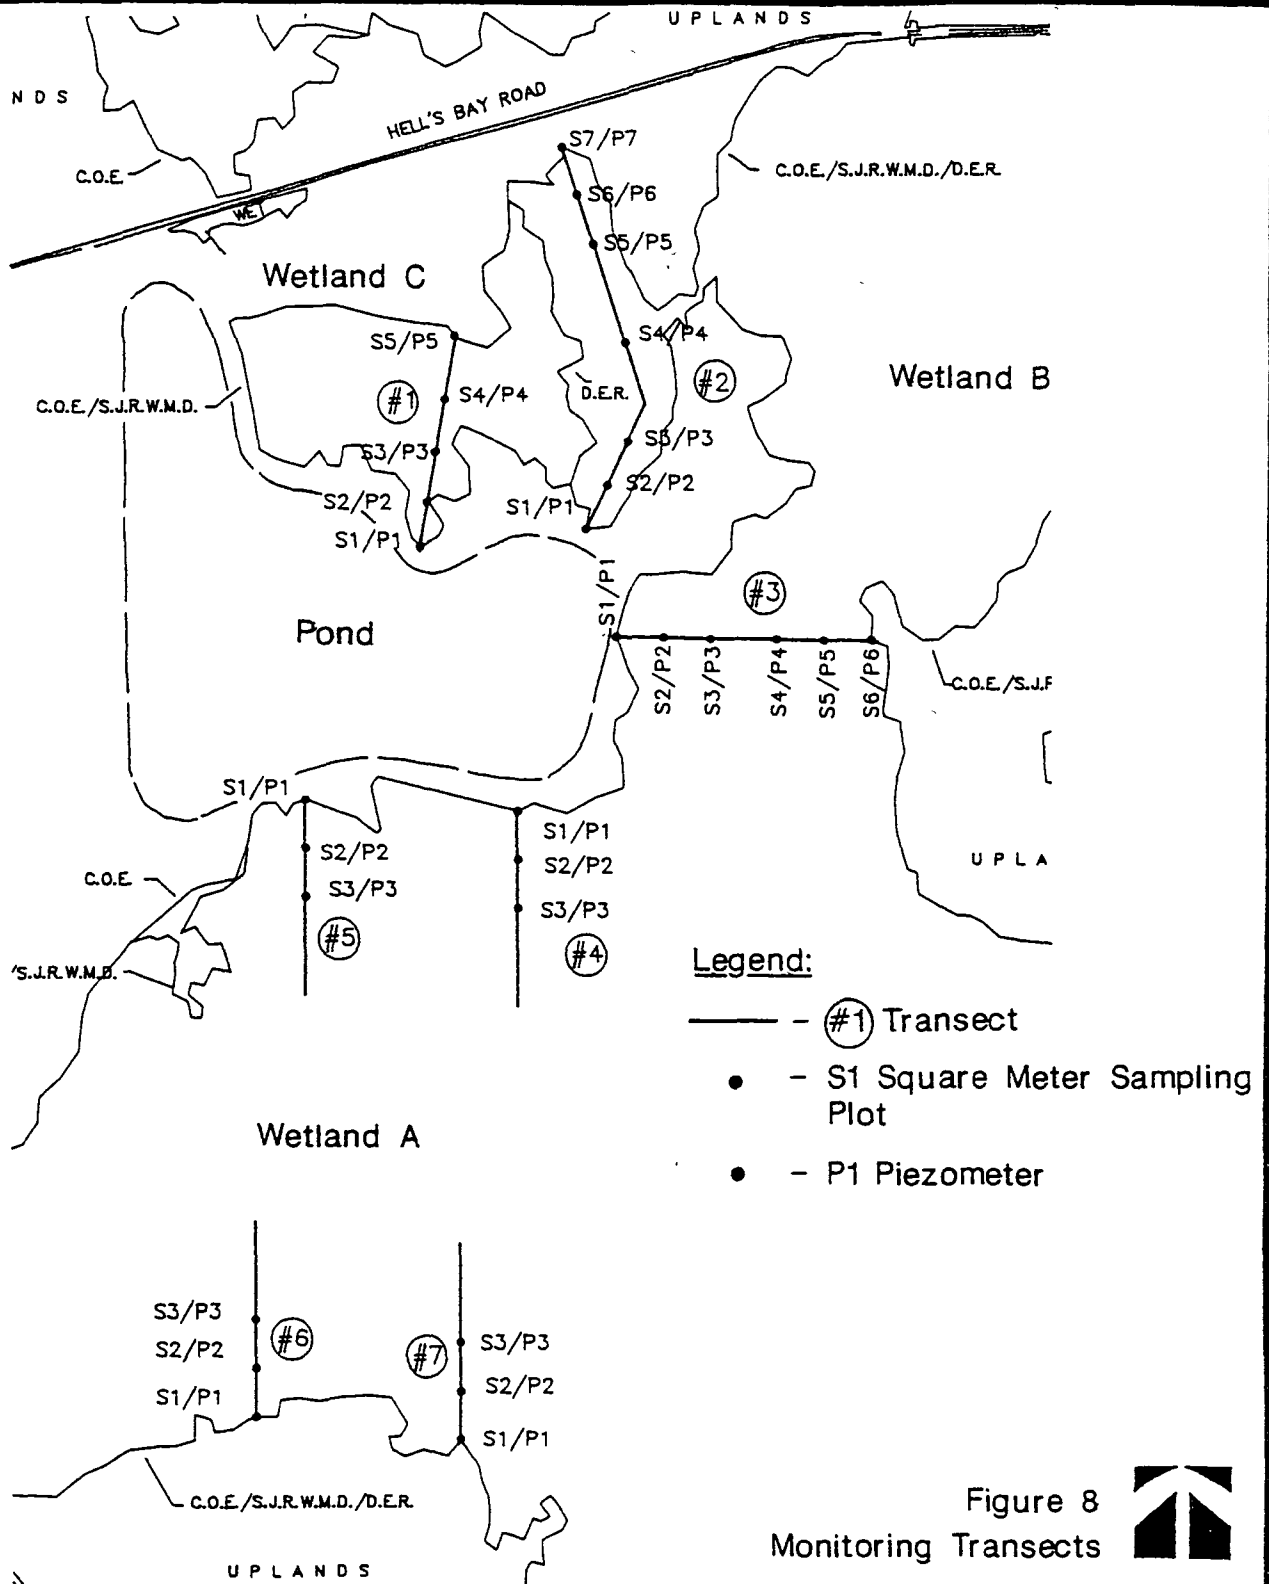 UPLANDS
NDS
HELL'S BAY ROAD
S7/P7
C.O.E.
C.O.E./S.J.R.W.M.D./D.E.R.
S6/P6
WE
S5/P5
Wetland C
S5/P5
S4/P4
#2
Wetland B
#1
S4/P4
D.E.R.
C.O.E./S.J.R.W.M.D.
S3/P3
S3/P3
S2/P2
S2/P2
S1/P1
S1/P1
S1/P1
#3
Pond
S2/P2
S3/P3
S4/P4
S5/P5
S6/P6
C.O.E./S.J.F
S1/P1
S1/P1
S2/P2
S2/P2
UPLA
C.O.E.
S3/P3
S3/P3
#5
#4
'S.J.R.W.M.D.
Legend:
- #1 Transect
- S1 Square Meter Sampling
Plot
Wetland A
- P1 Piezometer
S3/P3
#6
S3/P3
S2/P2
#7
S2/P2
S1/P1
S1/P1
C.O.E./S.J.R.W.M.D./D.E.R.
Figure 8
Monitoring Transects
UPLANDS